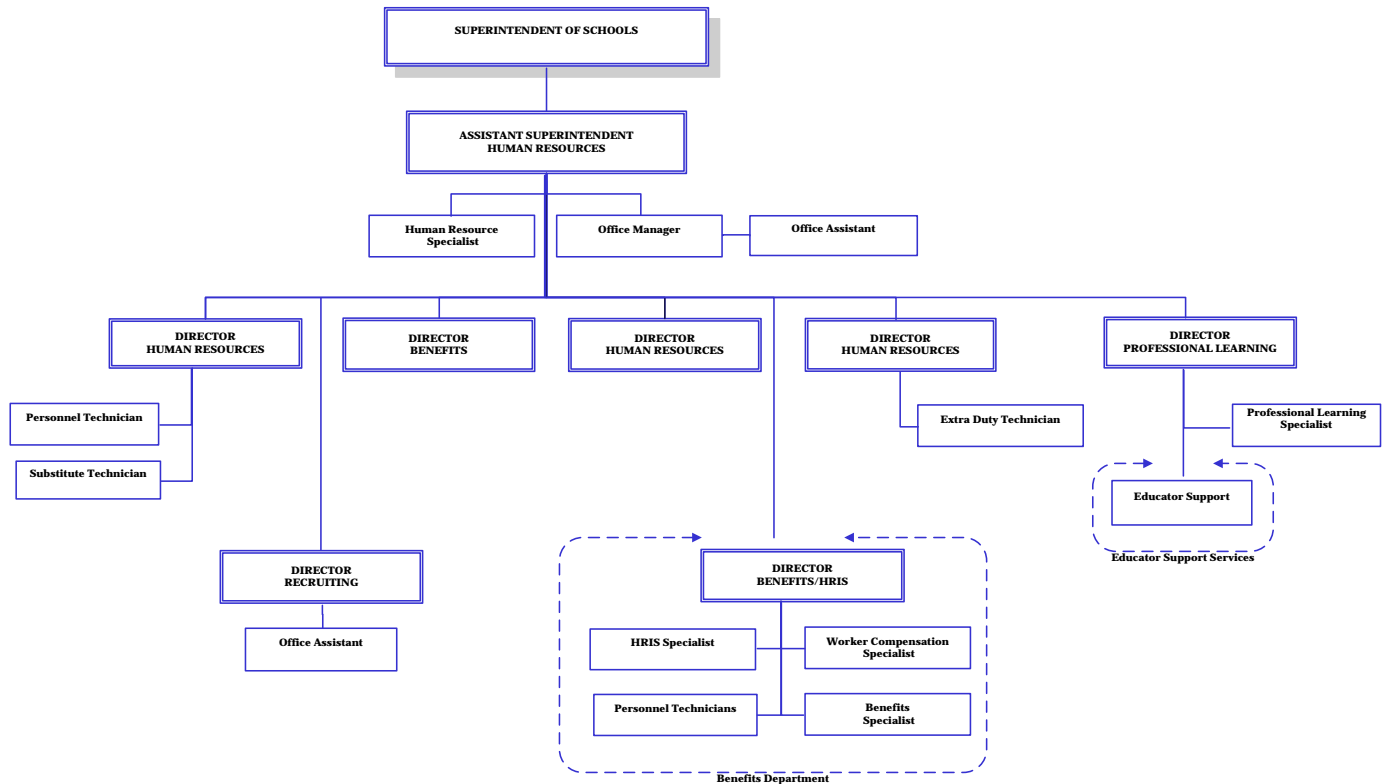 SUPERINTENDENT OF SCHOOLS
ASSISTANT SUPERINTENDENT
HUMAN RESOURCES
Human Resource
Specialist
Office Manager
Office Assistant
DIRECTOR
HUMAN RESOURCES
DIRECTOR
BENEFITS
DIRECTOR
HUMAN RESOURCES
DIRECTOR
HUMAN RESOURCES
DIRECTOR
PROFESSIONAL LEARNING
Personnel Technician
Extra Duty Technician
Professional Learning
Specialist
Substitute Technician
Educator Support
Educator Support Services
DIRECTOR
RECRUITING
DIRECTOR
BENEFITS/HRIS
Office Assistant
HRIS Specialist
Worker Compensation
Specialist
Personnel Technicians
Benefits
Specialist
Benefits Department